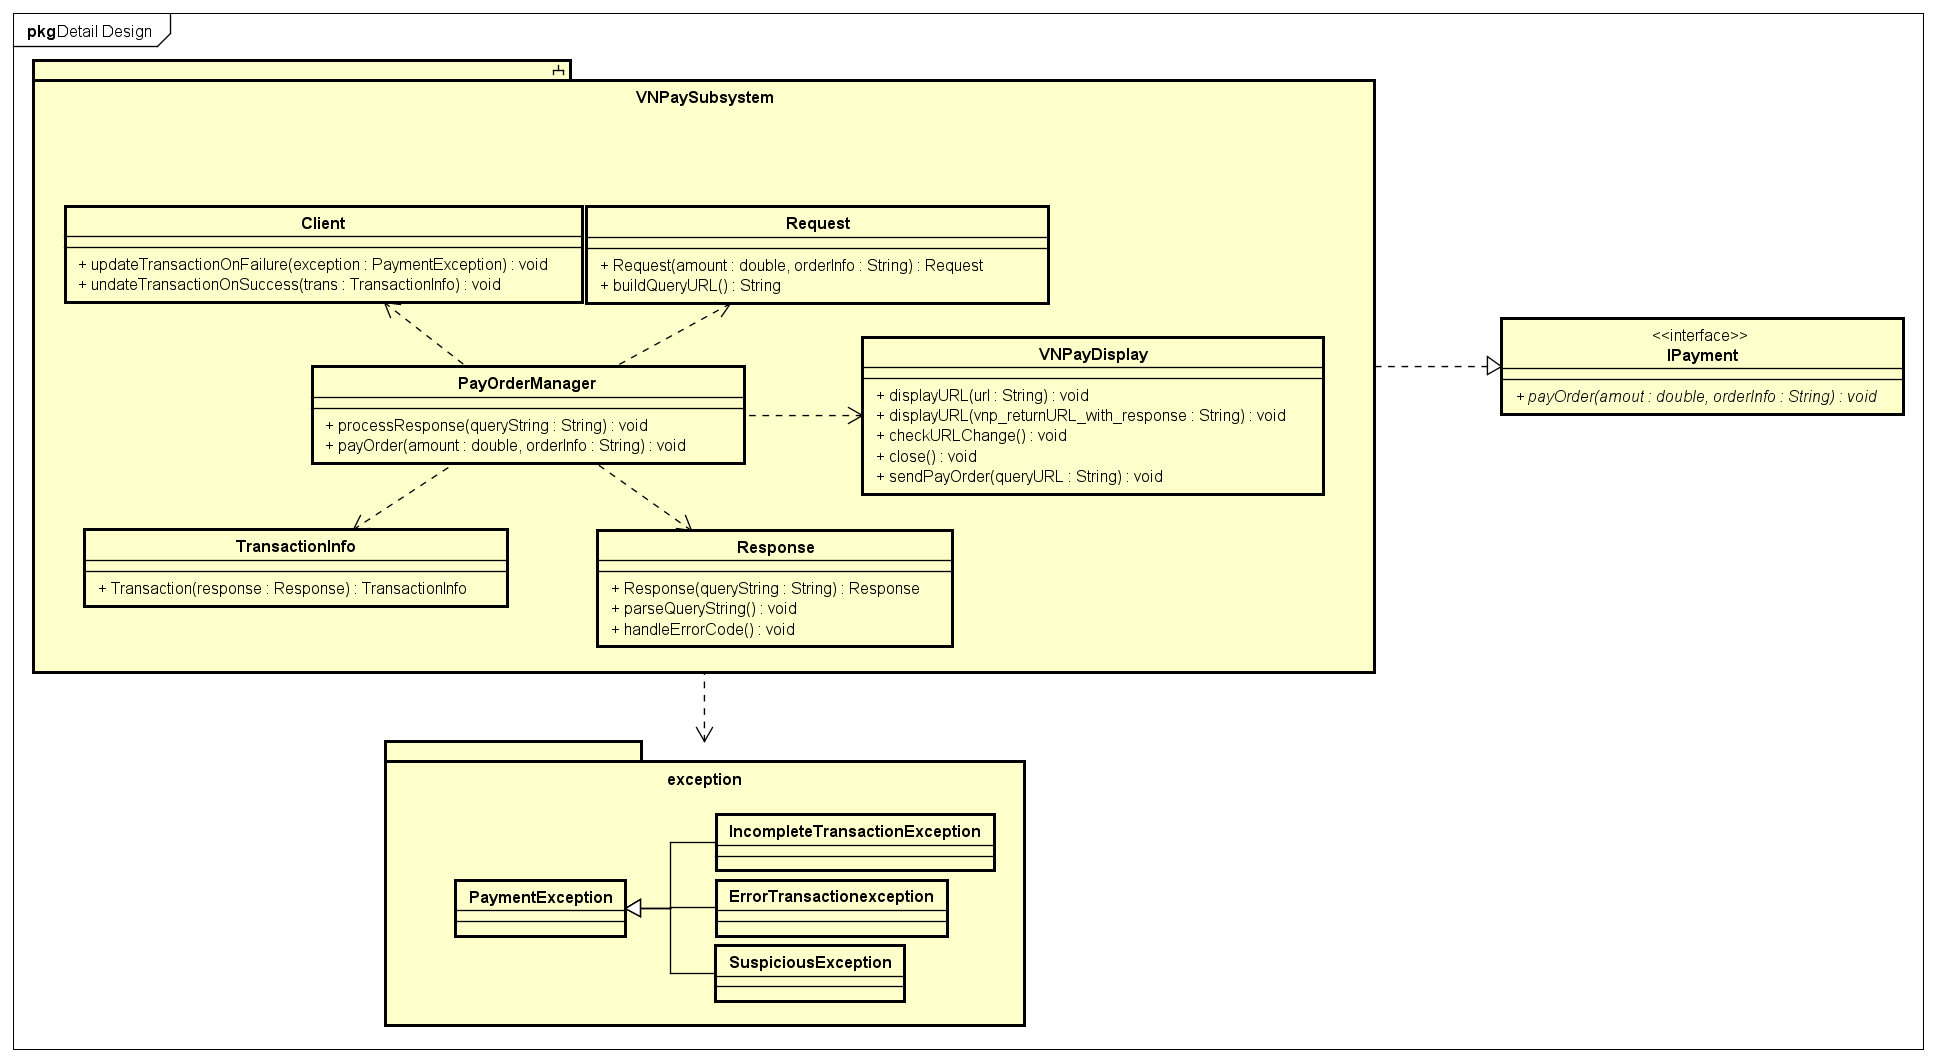 pkg Detail Design
VNPaySubsystem
Client
+ updateTransactionOnFailure(exception : PaymentException) : void
+ undateTransactionOnSuccess(trans : TransactionInfo) : void
Request
+ Request(amount : double, orderInfo : String) : Request
+ buildQueryURL() : String
PayOrderManager
+ processResponse(queryString : String) : void
+ payOrder(amount : double, orderInfo : String) : void
VNPayDisplay
+ displayURL(url : String) : void
+ displayURL(vnp_returnURL_with_response : String) : void
+ checkURLChange() : void
+ close() : void
+ sendPayOrder(queryURL : String) : void
<<interface>>
IPayment
+ payOrder(amout : double, orderInfo : String) : void
TransactionInfo
+ Transaction(response : Response) : TransactionInfo
Response
+ Response(queryString : String) : Response
+ parseQueryString() : void
+ handleErrorCode() : void
exception
IncompleteTransactionException
PaymentException
ErrorTransactionexception
SuspiciousException